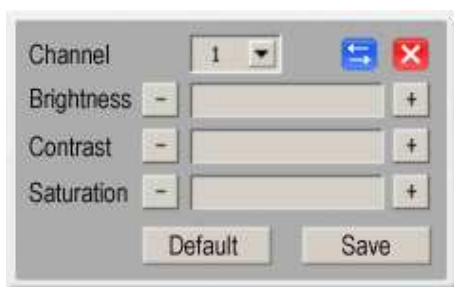 Channel 1
Brightness - +
Contrast - +
Saturation - +
Default Save